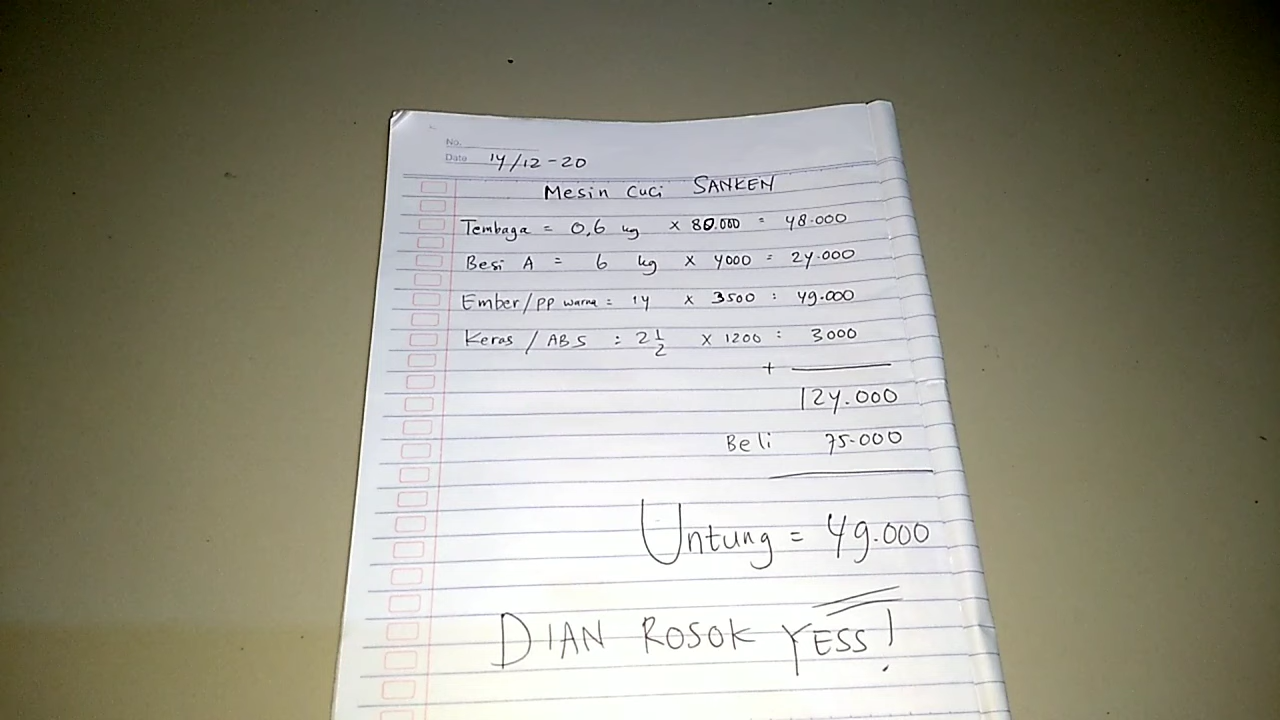 No.
Date 14/12-20
Mesin cuci SANKEN
Tembaga = 0,6 kg x 80.000 = 48.000
Besi A = 6 kg x 4000 = 24.000
Ember/pp warna = 14 x 3500 = 49.000
Keras / ABS = 2 1/2 x 1200 = 3000
+
124.000
Beli 75.000
Untung = 49.000
DIAN ROSOK YESS!